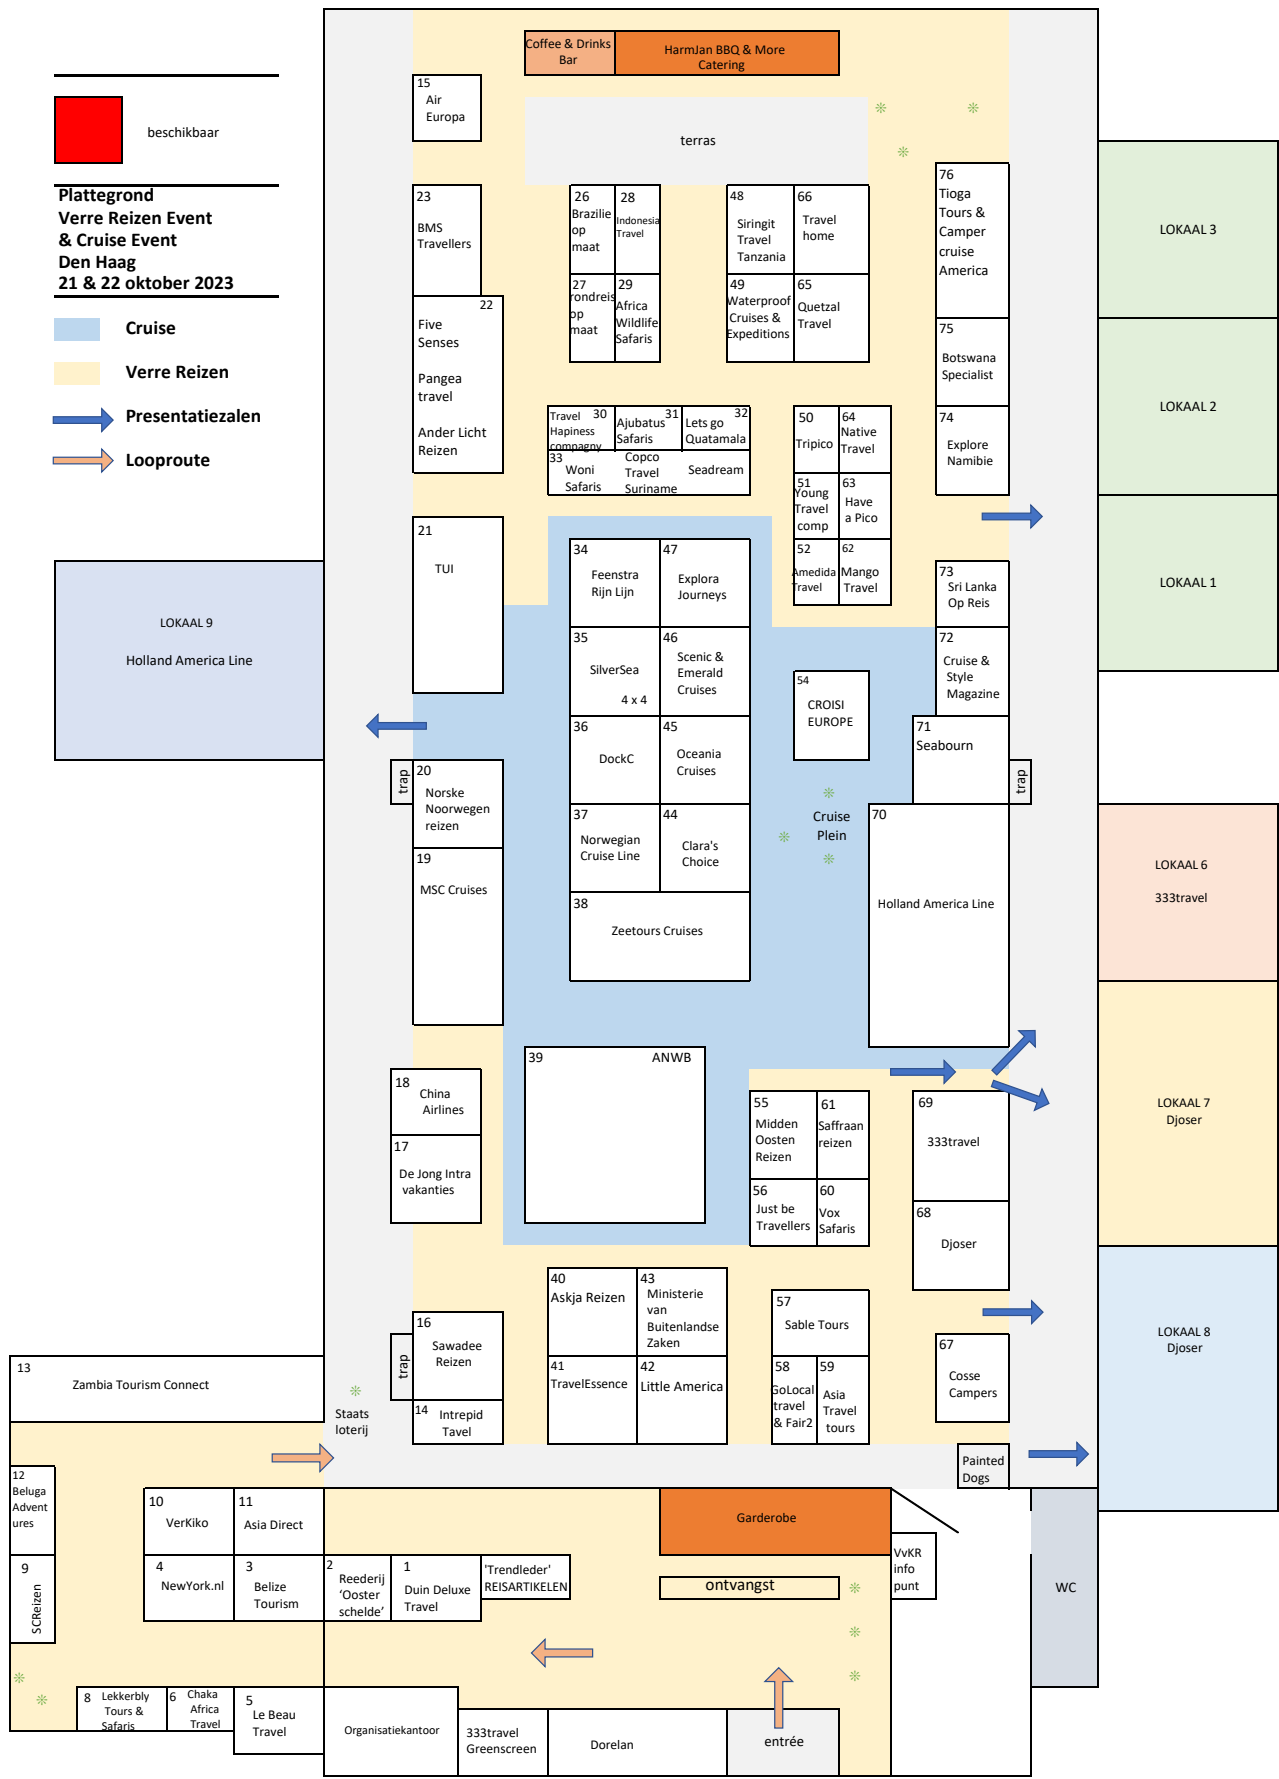 Coffee & Drinks
Bar
HarmJan BBQ & More
Catering
15
Air
Europa
beschikbaar
terras
Plattegrond
Verre Reizen Event
& Cruise Event
Den Haag
21 & 22 oktober 2023
Cruise
Verre Reizen
Presentatiezalen
Looproute
23
BMS
Travellers
22
Five
Senses
Pangea
travel
Ander Licht
Reizen
26
Brazilie
op
maat
28
Indonesia
Travel
27
rondreis
op
maat
29
Africa
Wildlife
Safaris
48
Siringit
Travel
Tanzania
66
Travel
home
49
Waterproof
Cruises &
Expeditions
65
Quetzal
Travel
76
Tioga
Tours &
Camper
cruise
America
75
Botswana
Specialist
74
Explore
Namibie
LOKAAL 3
LOKAAL 2
LOKAAL 1
Travel 30
Hapiness
compagny
31
Ajubatus
Safaris
32
Lets go
Quatamala
33
Woni
Safaris
Copco
Travel
Suriname
Seadream
50
Tripico
64
Native
Travel
51
Young
Travel
comp
63
Have
a Pico
52
Amedida
Travel
62
Mango
Travel
21
TUI
34
Feenstra
Rijn Lijn
47
Explora
Journeys
73
Sri Lanka
Op Reis
LOKAAL 9
Holland America Line
35
SilverSea
4 x 4
46
Scenic &
Emerald
Cruises
72
Cruise &
Style
Magazine
54
CROISI
EUROPE
36
DockC
45
Oceania
Cruises
71
Seabourn
trap
20
Norske
Noorwegen
reizen
trap
37
Norwegian
Cruise Line
44
Clara's
Choice
Cruise
Plein
70
Holland America Line
19
MSC Cruises
38
Zeetours Cruises
LOKAAL 6
333travel
39
ANWB
18
China
Airlines
17
De Jong Intra
vakanties
55
Midden
Oosten
Reizen
61
Saffraan
reizen
56
Just be
Travellers
60
Vox
Safaris
69
333travel
68
Djoser
LOKAAL 7
Djoser
40
Askja Reizen
43
Ministerie
van
Buitenlandse
Zaken
41
TravelEssence
42
Little America
57
Sable Tours
58
GoLocal
travel
& Fair2
59
Asia
Travel
tours
67
Cosse
Campers
LOKAAL 8
Djoser
16
Sawadee
Reizen
trap
14
Intrepid
Tavel
13
Zambia Tourism Connect
Staats
loterij
Painted
Dogs
12
Beluga
Advent
ures
10
VerKiko
11
Asia Direct
Garderobe
9
SCReizen
4
NewYork.nl
3
Belize
Tourism
2
Reederij
‘Ooster
schelde’
1
Duin Deluxe
Travel
'Trendleder'
REISARTIKELEN
ontvangst
VvKR
info
punt
WC
8
Lekkerbly
Tours &
Safaris
6
Chaka
Africa
Travel
5
Le Beau
Travel
Organisatiekantoor
333travel
Greenscreen
Dorelan
entrée